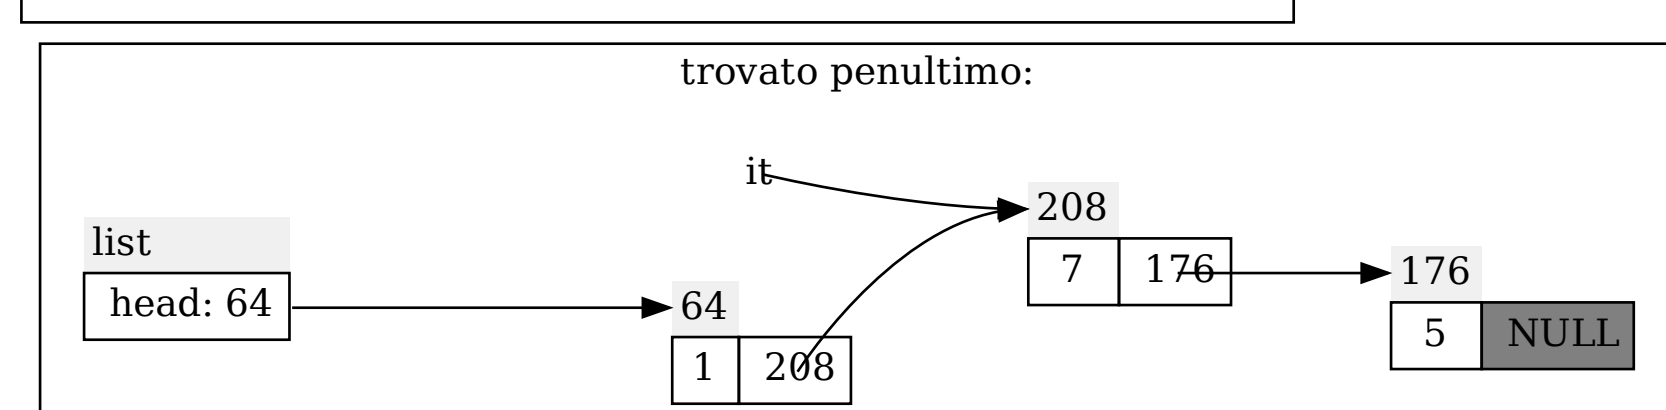 trovato penultimo:
it
208
list
7 176
176
head: 64
64
5 NULL
1 208